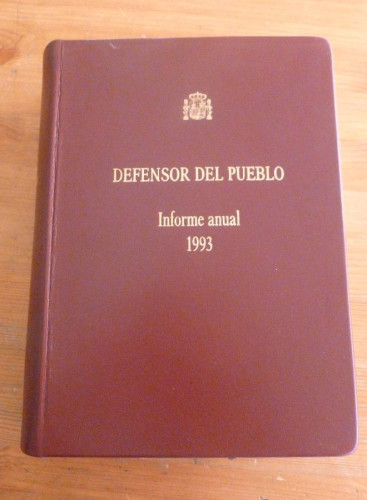 DEFENSOR DEL PUEBLO
Informe anual
1993